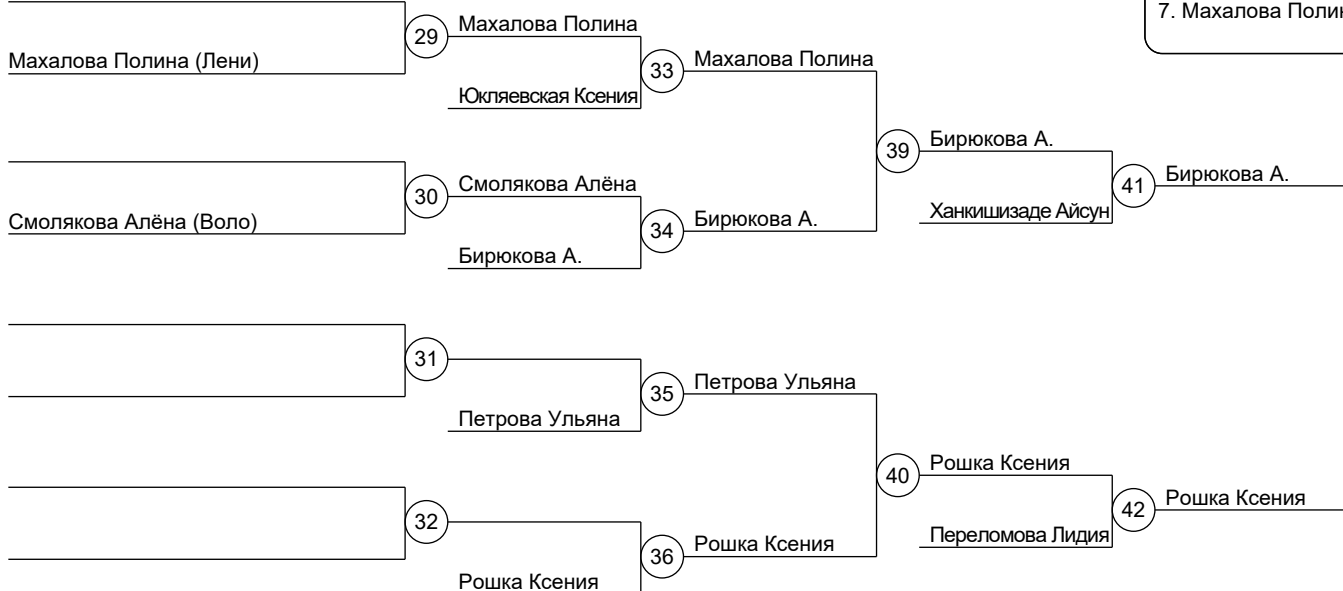 7. Махалова Полин
29
Махалова Полина
Махалова Полина (Лени)
33
Махалова Полина
Юкляевская Ксения
39
Бирюкова А.
30
Смолякова Алёна
41
Бирюкова А.
Смолякова Алёна (Воло)
34
Бирюкова А.
Ханкишизаде Айсун
Бирюкова А.
31
35
Петрова Ульяна
Петрова Ульяна
40
Рошка Ксения
32
42
Рошка Ксения
36
Рошка Ксения
Переломова Лидия
Рошка Ксения